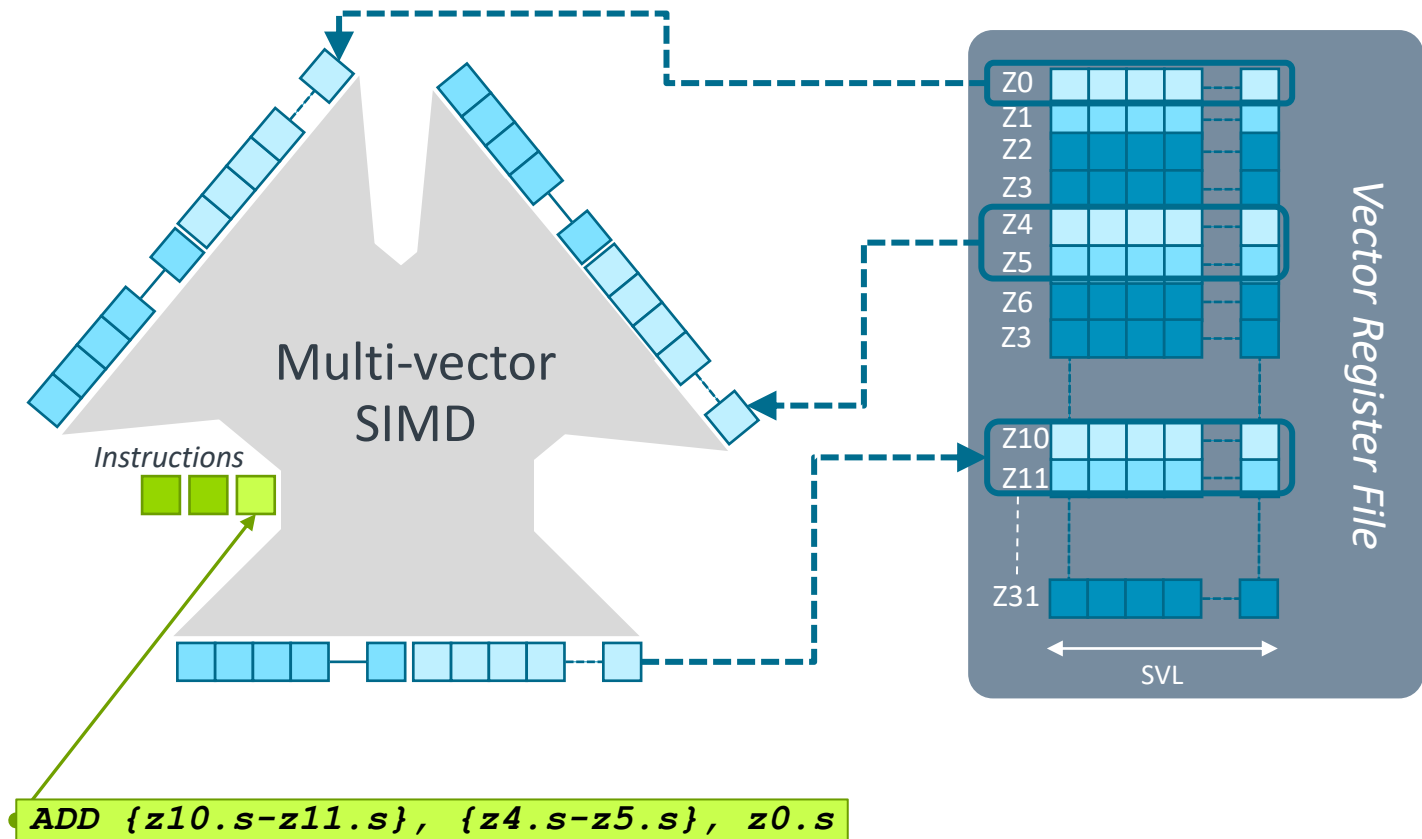 Z0
Z1
Z2
Z3
Z4
Z5
Z6
Z3
Z10
Z11
Z31
SVL
Vector Register File
Multi-vector
SIMD
Instructions
ADD {z10.s-z11.s}, {z4.s-z5.s}, z0.s